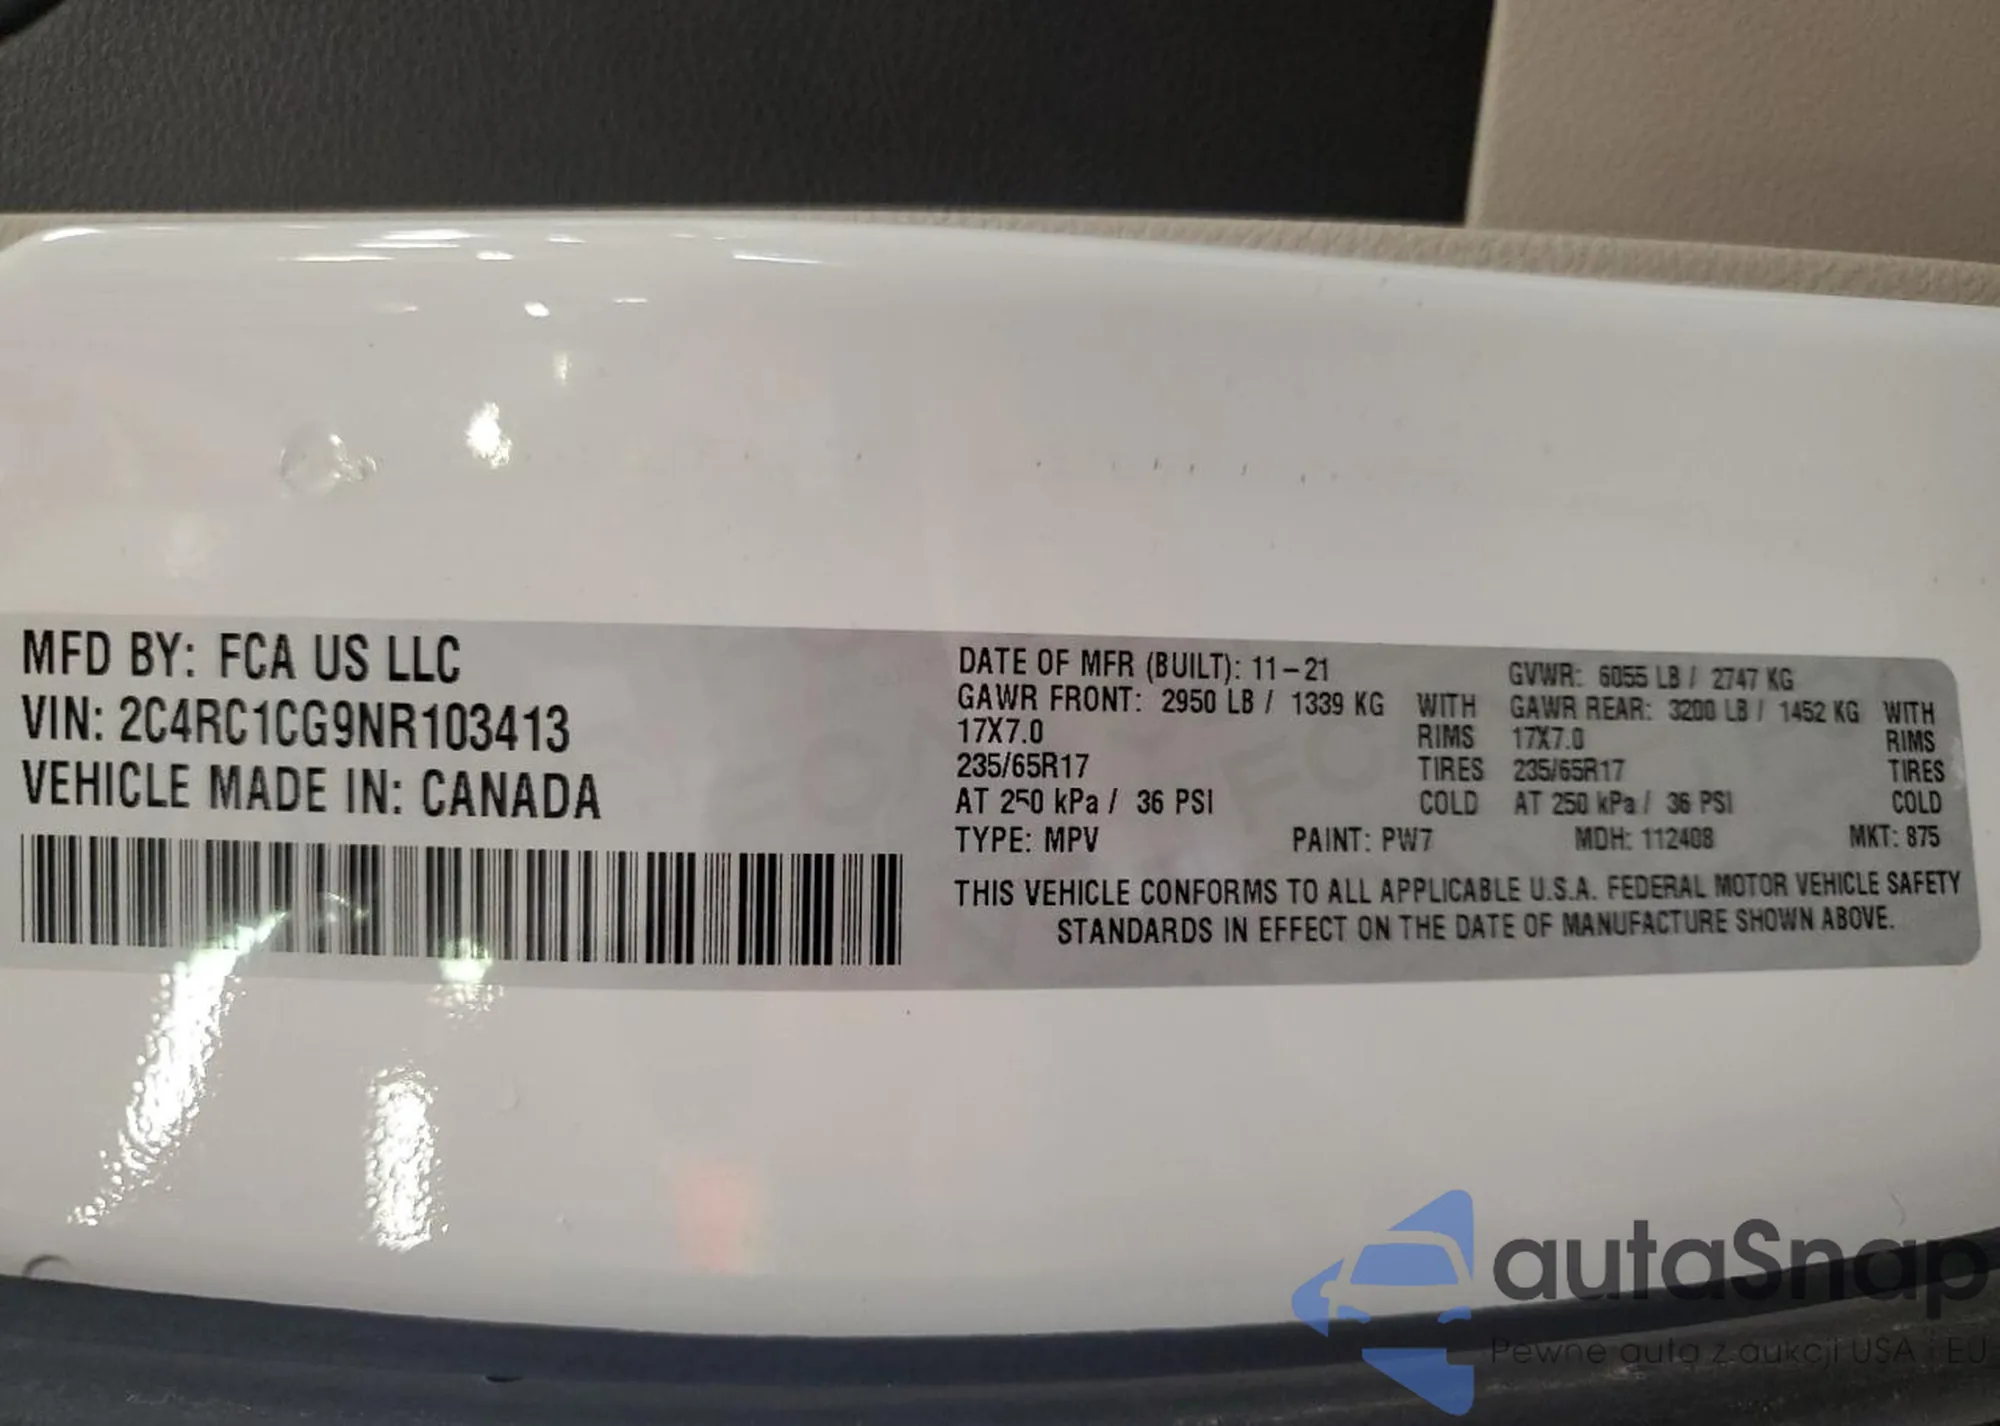 MFD BY: FCA US LLC
VIN: 2C4RC1CG9NR103413
VEHICLE MADE IN: CANADA
DATE OF MFR (BUILT): 11-21 GVWR: 6055 LB / 2747 KG
GAWR FRONT: 2950 LB / 1339 KG WITH GAWR REAR: 3200 LB / 1452 KG WITH
17X7.0 RIMS 17X7.0 RIMS
235/65R17 TIRES 235/65R17 TIRES
AT 250 kPa / 36 PSI COLD AT 250 kPa / 36 PSI COLD
TYPE: MPV PAINT: PW7 MDH: 112408 MKT: 875
THIS VEHICLE CONFORMS TO ALL APPLICABLE U.S.A. FEDERAL MOTOR VEHICLE SAFETY
STANDARDS IN EFFECT ON THE DATE OF MANUFACTURE SHOWN ABOVE.
autaSnap
Pewne auta z aukcji USA i EU